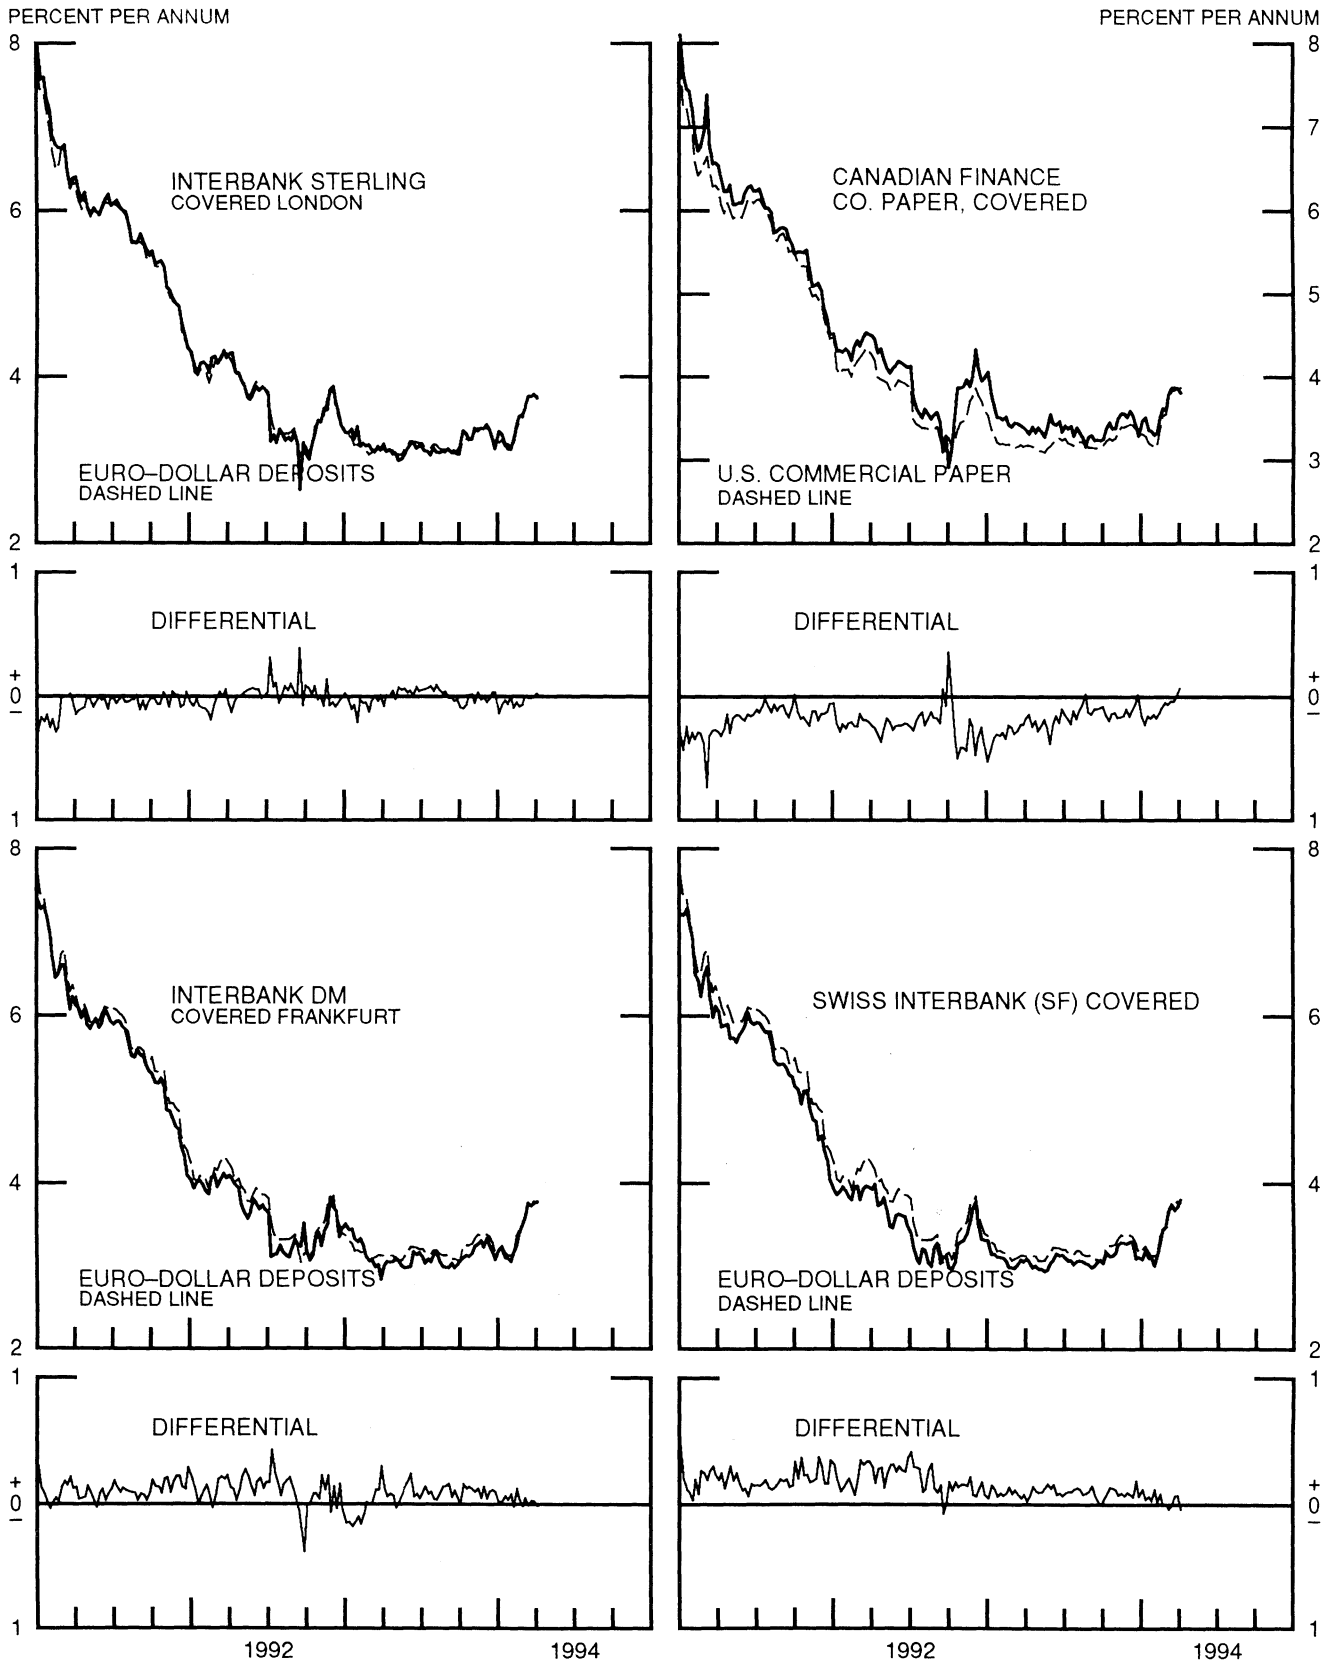 PERCENT PER ANNUM
PERCENT PER ANNUM
8
6
4
2
INTERBANK STERLING
COVERED LONDON
EURO–DOLLAR DEPOSITS
DASHED LINE
8
7
6
5
4
3
2
CANADIAN FINANCE
CO. PAPER, COVERED
U.S. COMMERCIAL PAPER
DASHED LINE
1
+
0
–
1
DIFFERENTIAL
1
+
0
–
1
DIFFERENTIAL
8
6
4
2
INTERBANK DM
COVERED FRANKFURT
EURO–DOLLAR DEPOSITS
DASHED LINE
8
6
4
2
SWISS INTERBANK (SF) COVERED
EURO–DOLLAR DEPOSITS
DASHED LINE
1
+
0
–
1
DIFFERENTIAL
1992
1994
1
+
0
–
1
DIFFERENTIAL
1992
1994